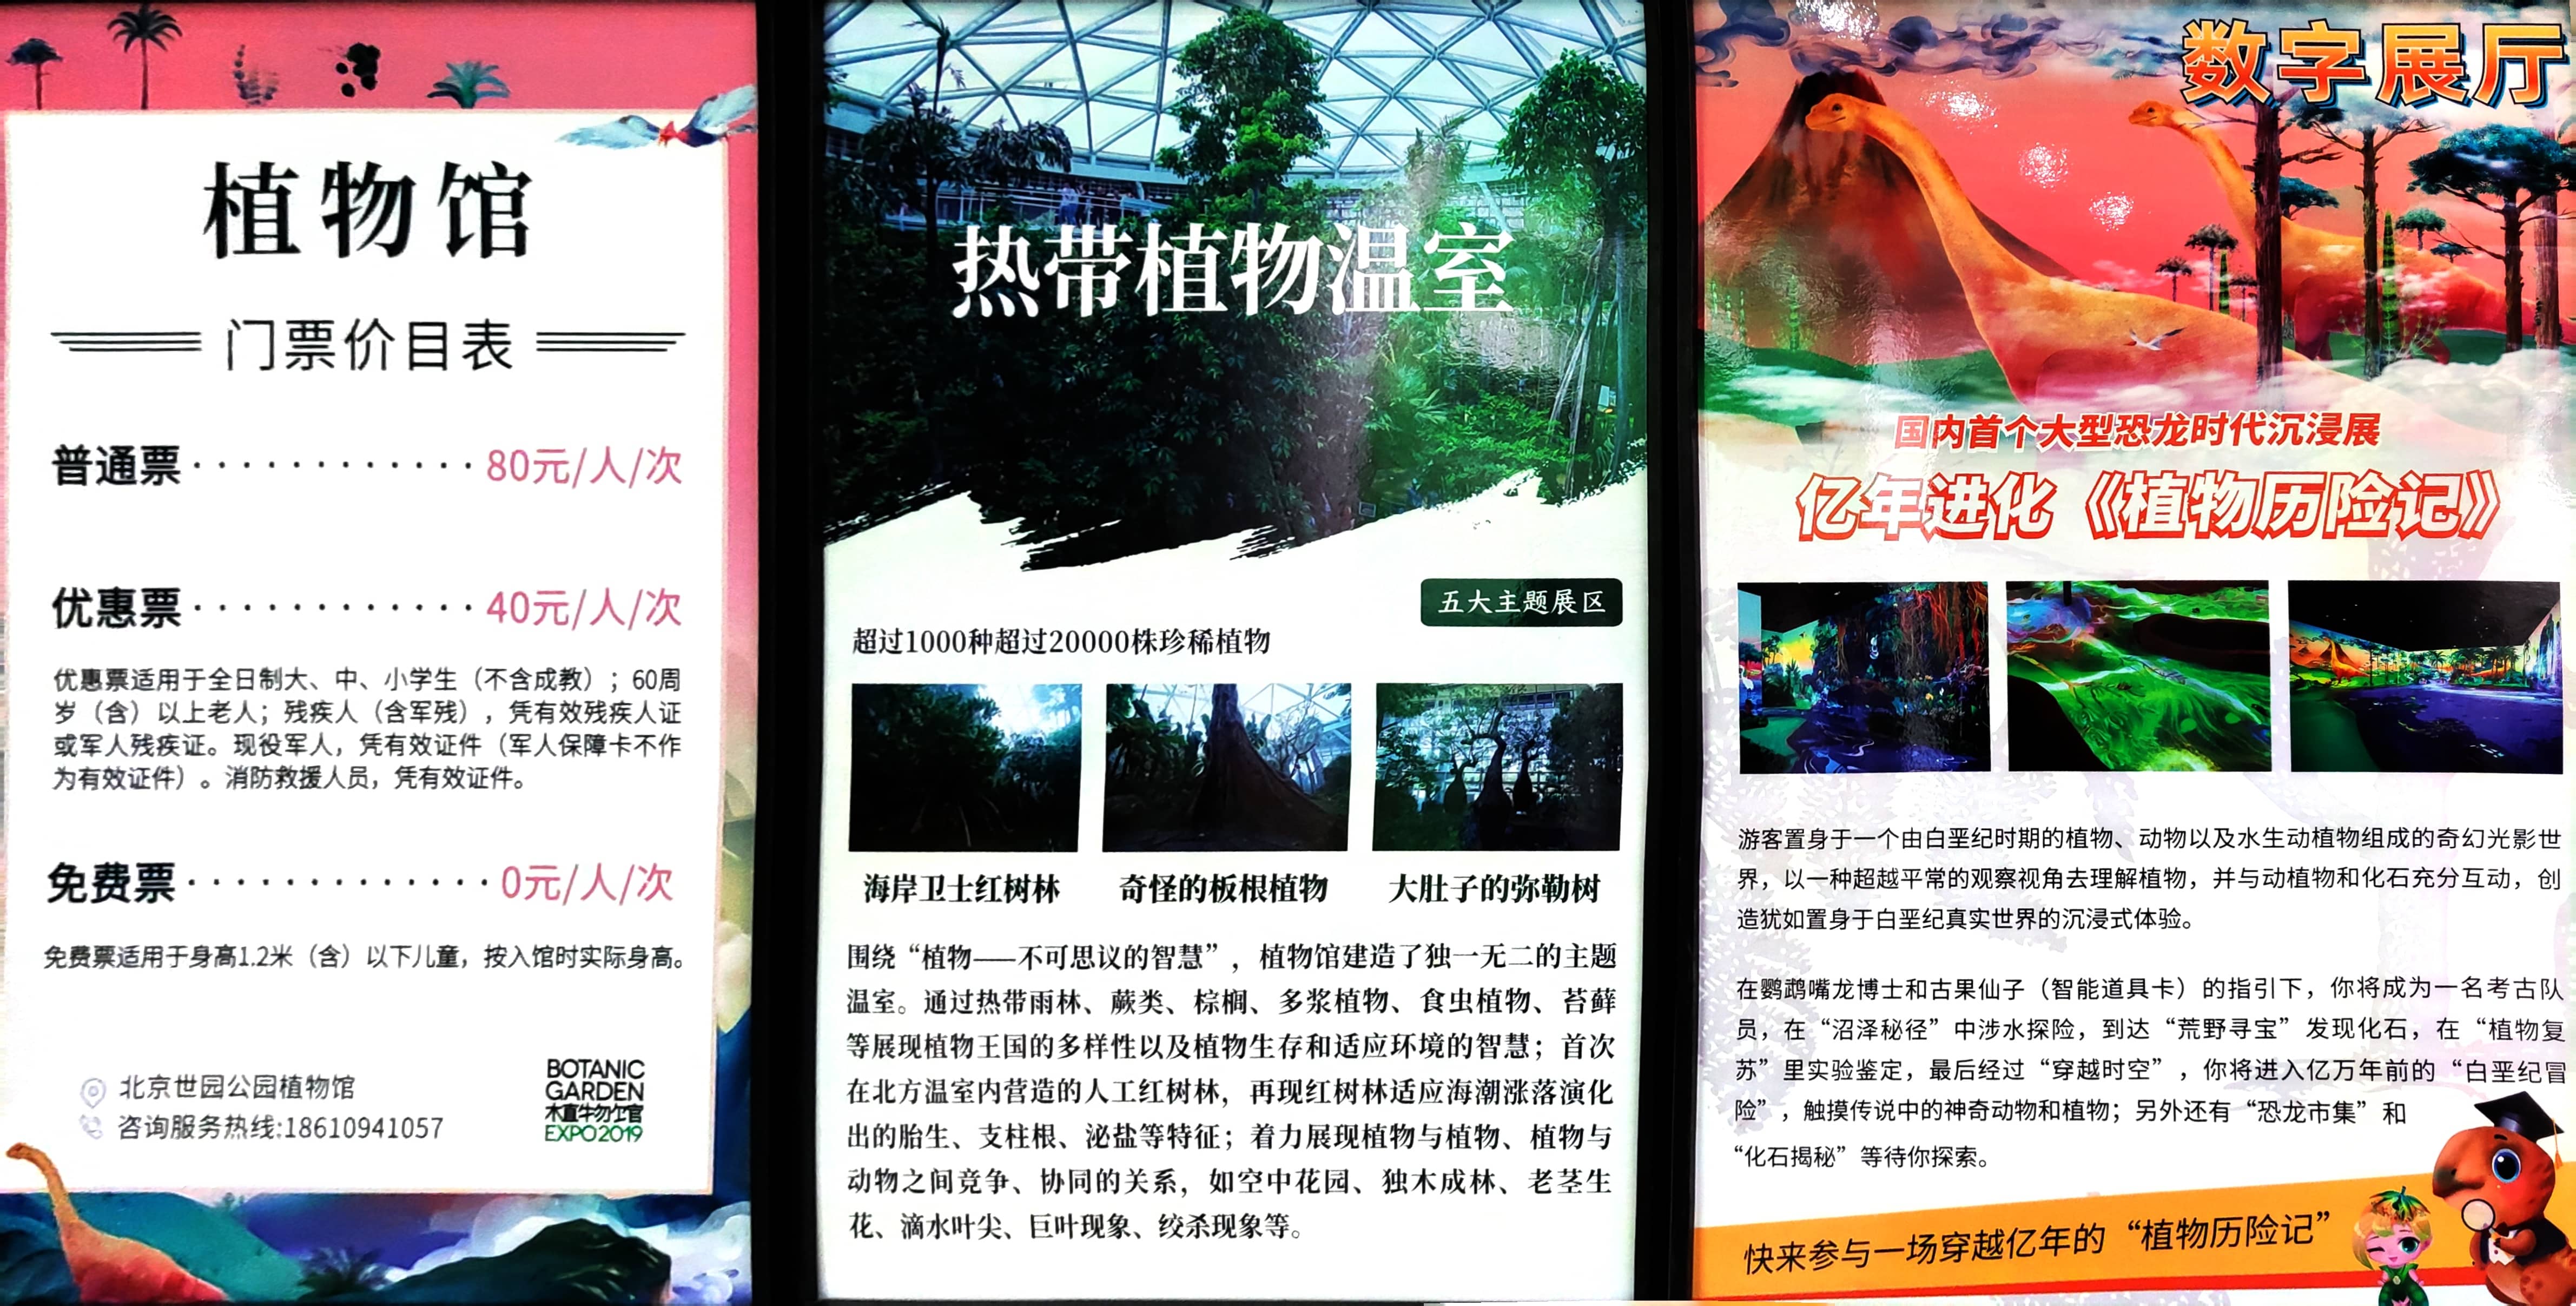 植物馆
门票价目表
普通票············80元/人/次
优惠票············40元/人/次
优惠票适用于全日制大、中、小学生（不含成教）；60周
岁（含）以上老人；残疾人（含军残），凭有效残疾人证
或军人残疾证。现役军人，凭有效证件（军人保障卡不作
为有效证件）。消防救援人员，凭有效证件。
免费票·············0元/人/次
免费票适用于身高1.2米（含）以下儿童，按入馆时实际身高。
北京世园公园植物馆
咨询服务热线:18610941057
BOTANIC
GARDEN
植物馆
EXPO2019
热带植物温室
五大主题展区
超过1000种超过20000株珍稀植物
海岸卫士红树林
奇怪的板根植物
大肚子的弥勒树
围绕“植物——不可思议的智慧”，植物馆建造了独一无二的主题
温室。通过热带雨林、蕨类、棕榈、多浆植物、食虫植物、苔藓
等展现植物王国的多样性以及植物生存和适应环境的智慧；首次
在北方温室内营造的人工红树林，再现红树林适应海潮涨落演化
出的胎生、支柱根、泌盐等特征；着力展现植物与植物、植物与
动物之间竞争、协同的关系，如空中花园、独木成林、老茎生
花、滴水叶尖、巨叶现象、绞杀现象等。
数字展厅
国内首个大型恐龙时代沉浸展
亿年进化《植物历险记》
游客置身于一个由白垩纪时期的植物、动物以及水生动植物组成的奇幻光影世
界，以一种超越平常的观察视角去理解植物，并与动植物和化石充分互动，创
造犹如置身于白垩纪真实世界的沉浸式体验。
在鹦鹉嘴龙博士和古果仙子（智能道具卡）的指引下，你将成为一名考古队
员，在“沼泽秘径”中涉水探险，到达“荒野寻宝”发现化石，在“植物复
苏”里实验鉴定，最后经过“穿越时空”，你将进入亿万年前的“白垩纪冒
险”，触摸传说中的神奇动物和植物；另外还有“恐龙市集”和
“化石揭秘”等待你探索。
快来参与一场穿越亿年的“植物历险记”